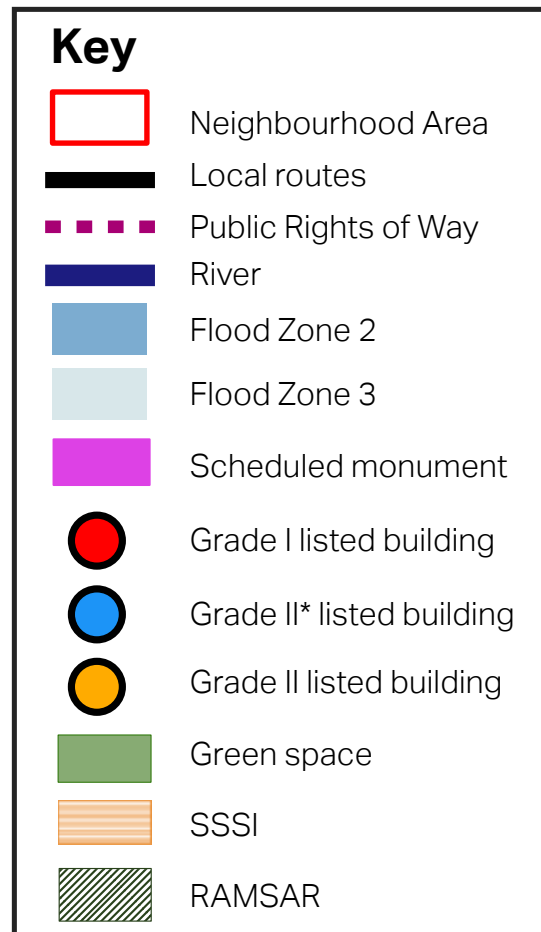 Key
Neighbourhood Area
Local routes
Public Rights of Way
River
Flood Zone 2
Flood Zone 3
Scheduled monument
Grade I listed building
Grade II* listed building
Grade II listed building
Green space
SSSI
RAMSAR